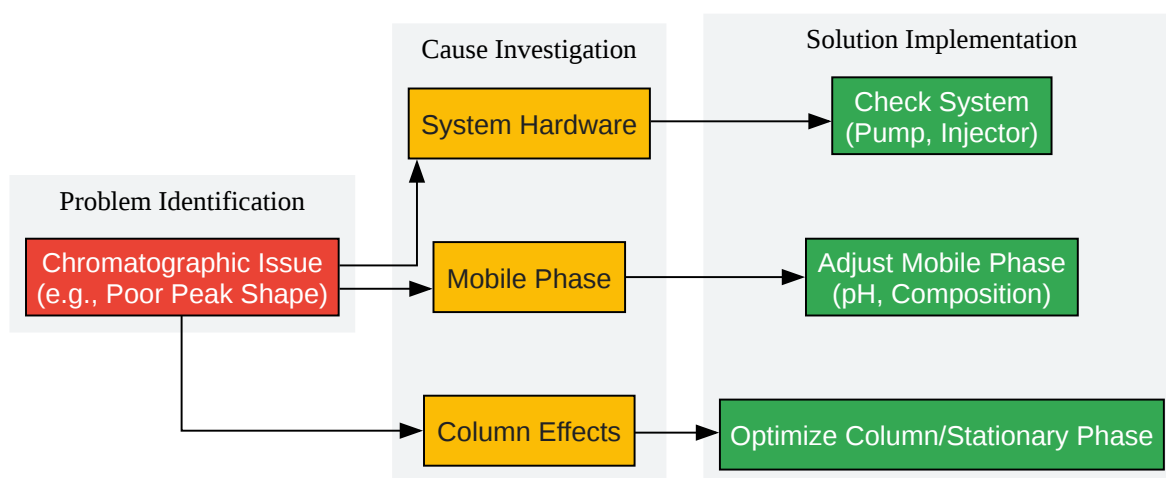 Problem Identification
Chromatographic Issue
(e.g., Poor Peak Shape)
Cause Investigation
System Hardware
Mobile Phase
Column Effects
Solution Implementation
Check System
(Pump, Injector)
Adjust Mobile Phase
(pH, Composition)
Optimize Column/Stationary Phase